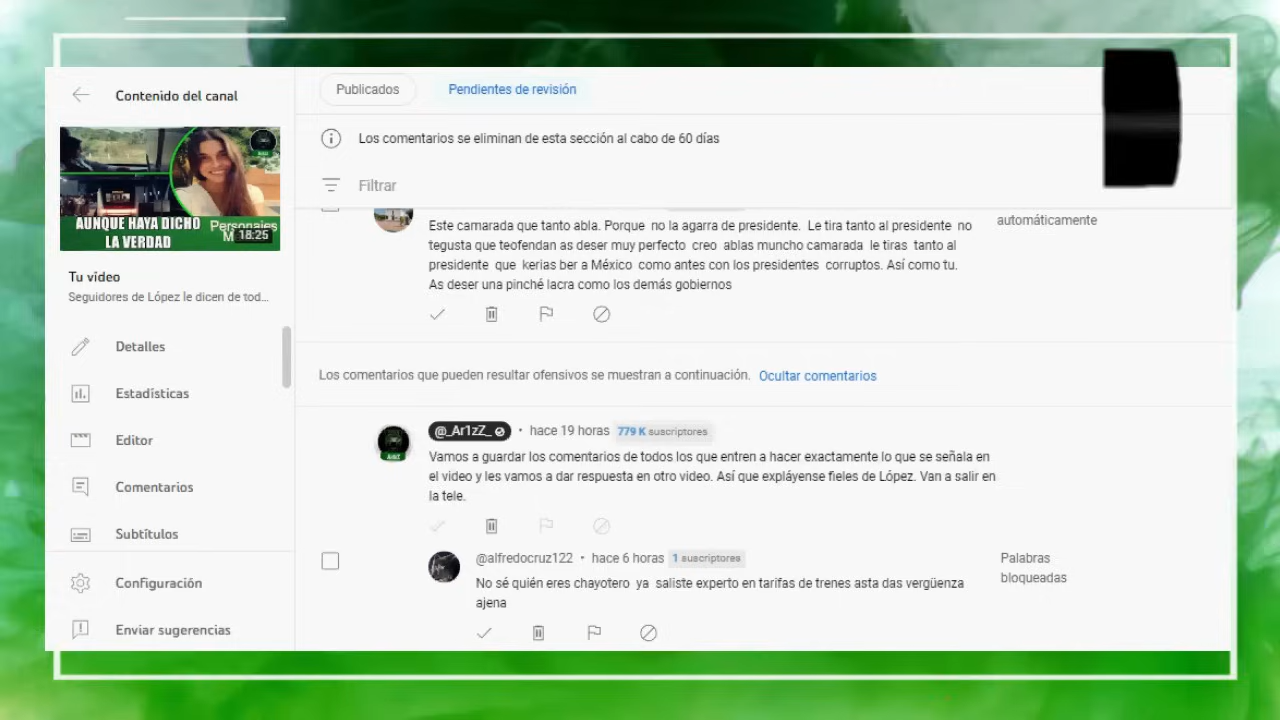 Contenido del canal
AUNQUE HAYA DICHO
LA VERDAD
Personajes
M
18:25
Tu video
Seguidores de López le dicen de tod...
Detalles
Estadísticas
Editor
Comentarios
Subtítulos
Configuración
Enviar sugerencias
Publicados
Pendientes de revisión
Los comentarios se eliminan de esta sección al cabo de 60 días
Filtrar
Este camarada que tanto abla. Porque no la agarra de presidente. Le tira tanto al presidente no
tegusta que teofendan as deser muy perfecto creo ablas muncho camarada le tiras tanto al
presidente que kerias ber a México como antes con los presidentes corruptos. Así como tu.
As deser una pinché lacra como los demás gobiernos
automáticamente
Los comentarios que pueden resultar ofensivos se muestran a continuación. Ocultar comentarios
@_Ar1zZ_ • hace 19 horas 779 K suscriptores
Vamos a guardar los comentarios de todos los que entren a hacer exactamente lo que se señala en
el video y les vamos a dar respuesta en otro video. Así que expláyense fieles de López. Van a salir en
la tele.
@alfredocruz122 • hace 6 horas 1 suscriptores
No sé quién eres chayotero ya saliste experto en tarifas de trenes asta das vergüenza
ajena
Palabras
bloqueadas